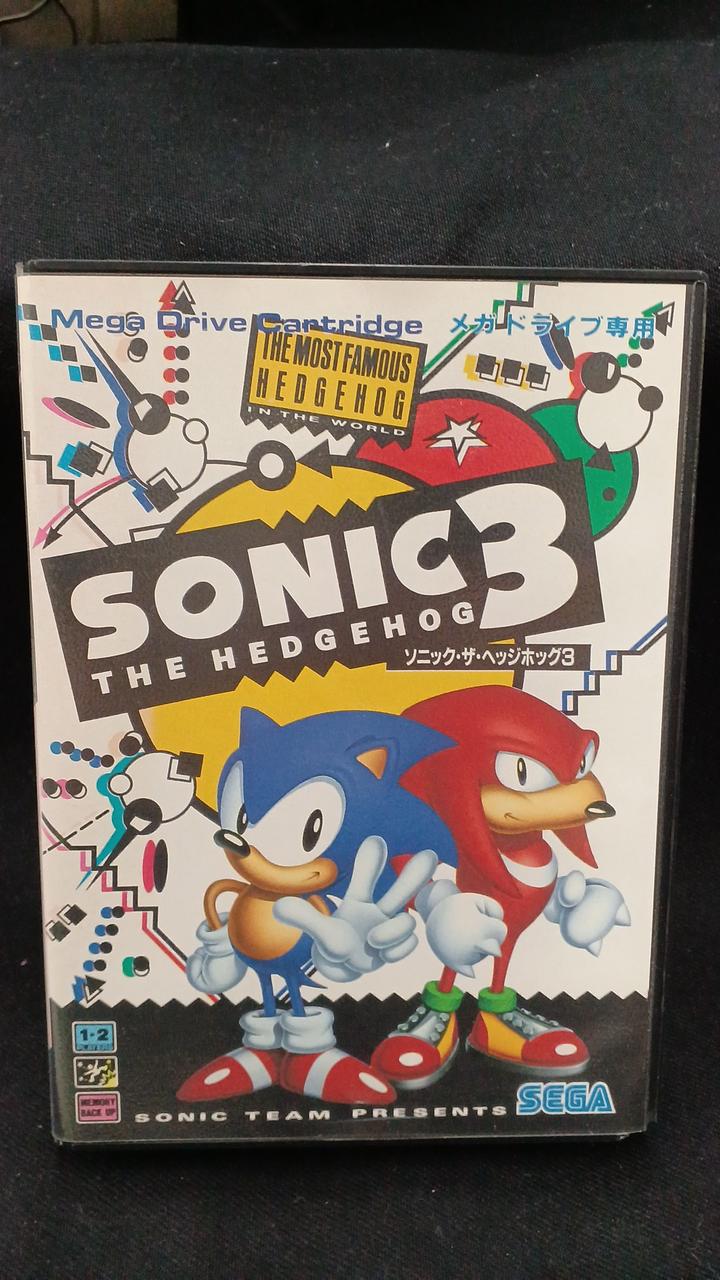 Mega Drive Cartridge メガドライブ専用
THE MOST FAMOUS
HEDGEHOG
IN THE WORLD
SONIC 3
THE HEDGEHOG
ソニック・ザ・ヘッジホッグ3
1-2
PLAYERS
MEMORY
BACK UP
SONIC TEAM PRESENTS SEGA